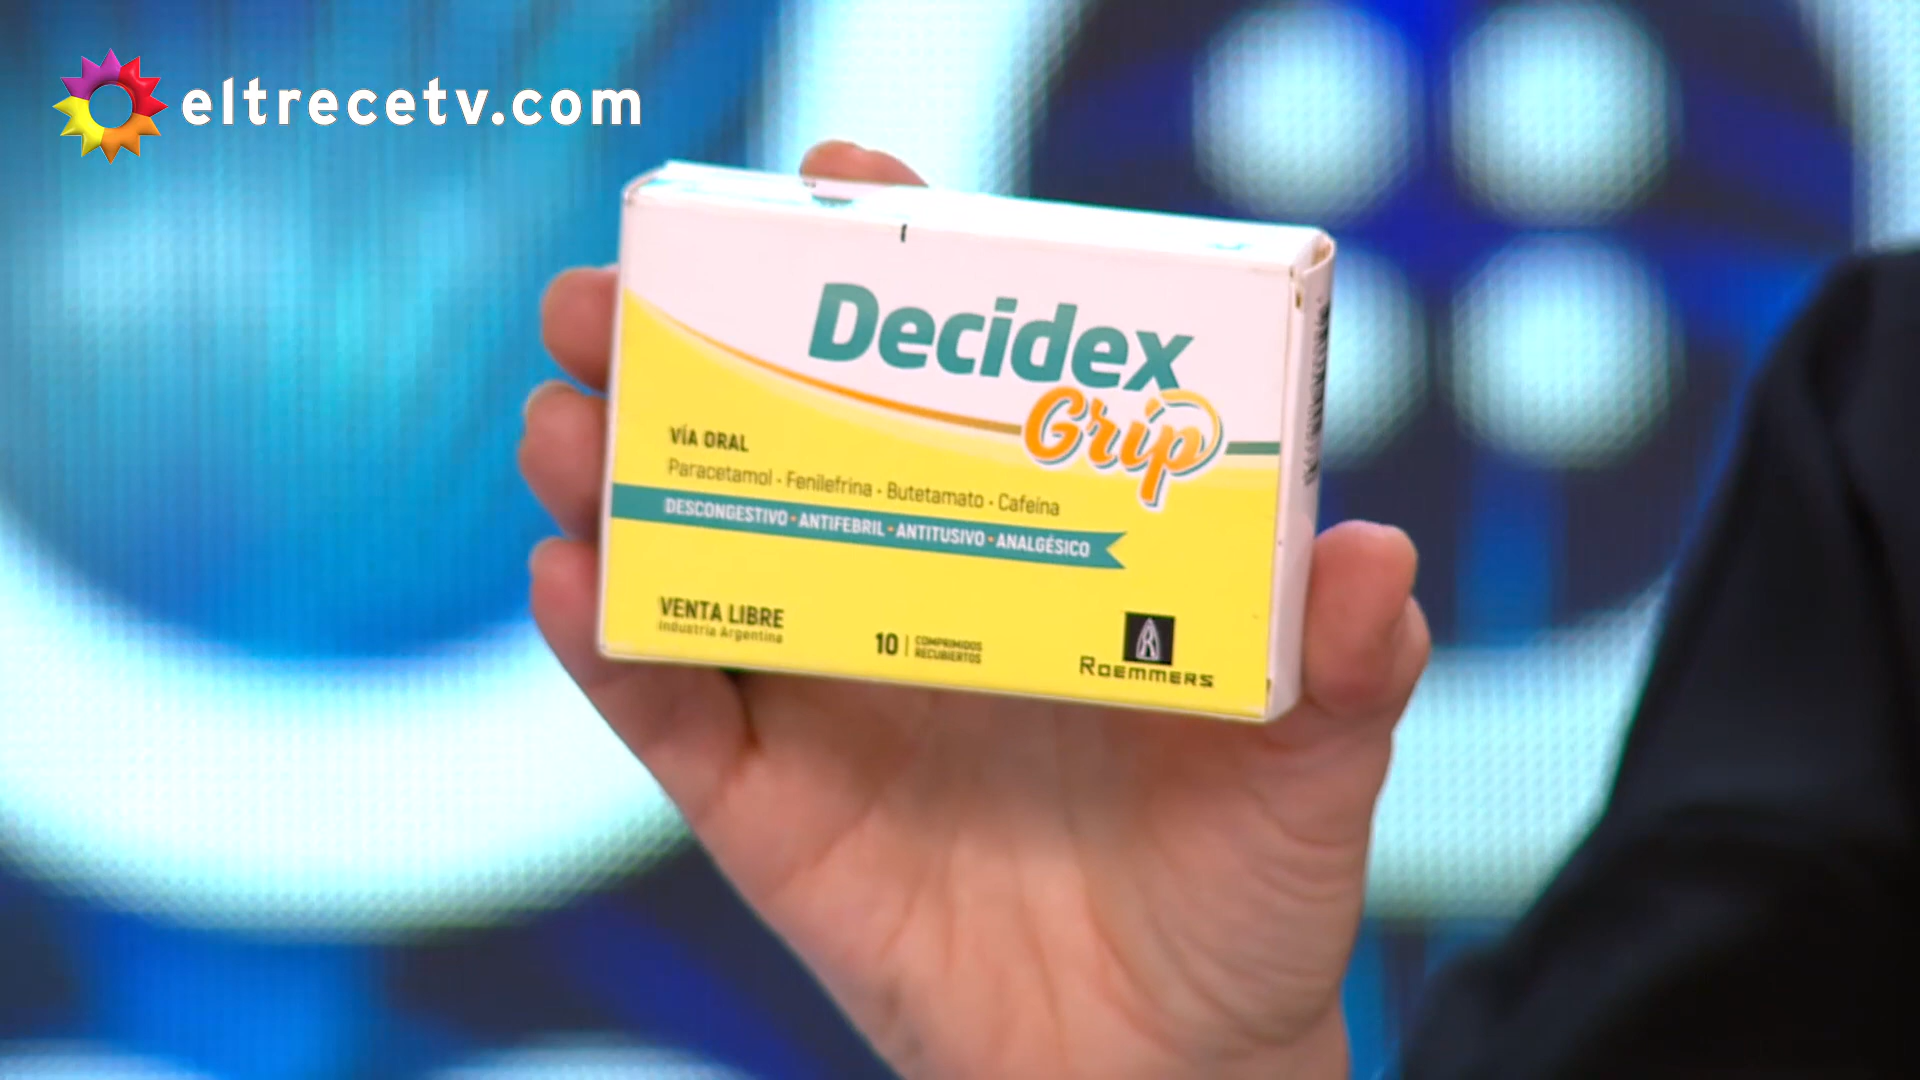 eltrecetv.com
Decidex
Grip
VÍA ORAL
Paracetamol · Fenilefrina · Butetamato · Cafeína
DESCONGESTIVO · ANTIFEBRIL · ANTITUSIVO · ANALGÉSICO
VENTA LIBRE
Industria Argentina
10 COMPRIMIDOS
RECUBIERTOS
ROEMMERS